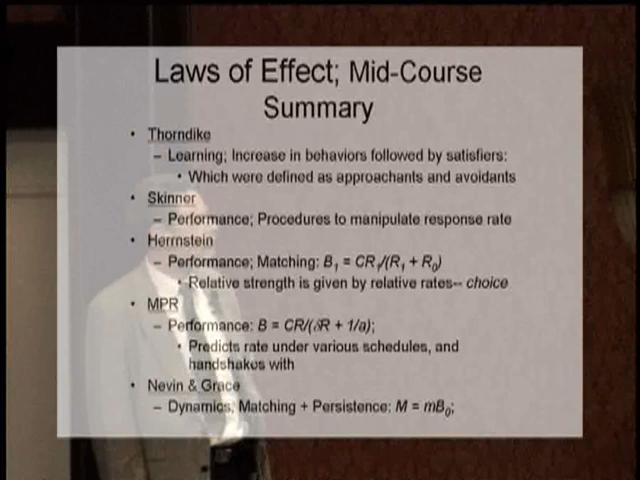 Laws of Effect; Mid-Course
Summary
• Thorndike
– Learning; Increase in behaviors followed by satisfiers:
• Which were defined as approachants and avoidants
• Skinner
– Performance; Procedures to manipulate response rate
• Herrnstein
– Performance; Matching: B₁ = CR₁/(R₁ + R₀)
• Relative strength is given by relative rates-- choice
• MPR
– Performance: B = CR/(δR + 1/a);
• Predicts rate under various schedules, and
handshakes with
• Nevin & Grace
– Dynamics; Matching + Persistence: M = mB₀;